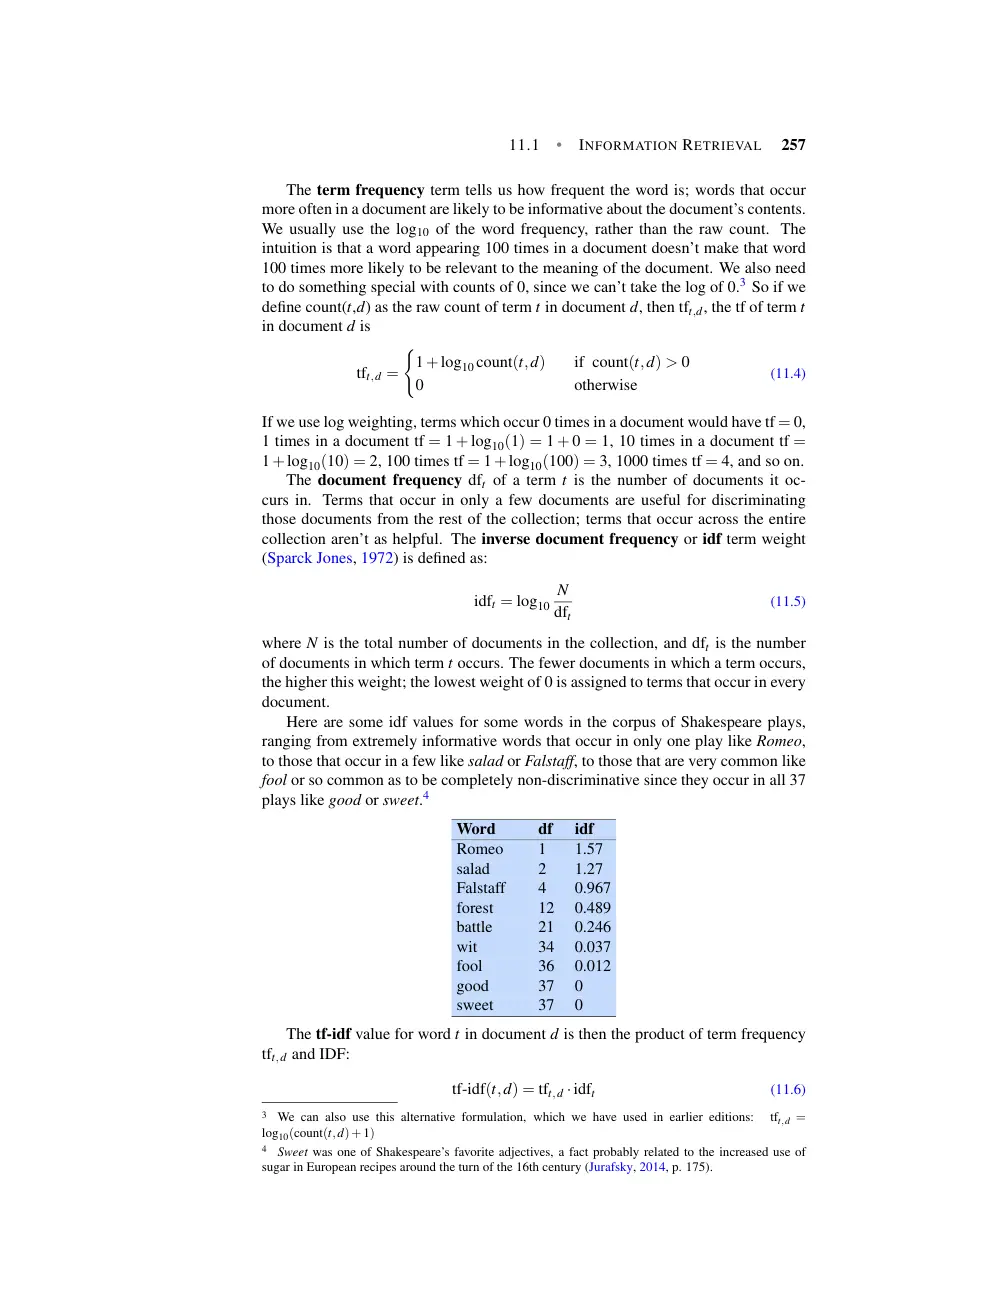 11.1 • INFORMATION RETRIEVAL 257
The term frequency term tells us how frequent the word is; words that occur
more often in a document are likely to be informative about the document's contents.
We usually use the log10 of the word frequency, rather than the raw count. The
intuition is that a word appearing 100 times in a document doesn't make that word
100 times more likely to be relevant to the meaning of the document. We also need
to do something special with counts of 0, since we can't take the log of 0.3 So if we
define count(t,d) as the raw count of term t in document d, then tft,d, the tf of term t
in document d is
tft,d = { 1 + log10 count(t,d) if count(t,d) > 0
0 otherwise (11.4)
If we use log weighting, terms which occur 0 times in a document would have tf = 0,
1 times in a document tf = 1 + log10(1) = 1 + 0 = 1, 10 times in a document tf =
1 + log10(10) = 2, 100 times tf = 1 + log10(100) = 3, 1000 times tf = 4, and so on.
The document frequency dft of a term t is the number of documents it oc-
curs in. Terms that occur in only a few documents are useful for discriminating
those documents from the rest of the collection; terms that occur across the entire
collection aren't as helpful. The inverse document frequency or idf term weight
(Sparck Jones, 1972) is defined as:
idft = log10 N/dft (11.5)
where N is the total number of documents in the collection, and dft is the number
of documents in which term t occurs. The fewer documents in which a term occurs,
the higher this weight; the lowest weight of 0 is assigned to terms that occur in every
document.
Here are some idf values for some words in the corpus of Shakespeare plays,
ranging from extremely informative words that occur in only one play like Romeo,
to those that occur in a few like salad or Falstaff, to those that are very common like
fool or so common as to be completely non-discriminative since they occur in all 37
plays like good or sweet.4
Word df idf
Romeo 1 1.57
salad 2 1.27
Falstaff 4 0.967
forest 12 0.489
battle 21 0.246
wit 34 0.037
fool 36 0.012
good 37 0
sweet 37 0
The tf-idf value for word t in document d is then the product of term frequency
tft,d and IDF:
tf-idf(t,d) = tft,d · idft (11.6)
3 We can also use this alternative formulation, which we have used in earlier editions: tft,d =
log10(count(t,d) + 1)
4 Sweet was one of Shakespeare's favorite adjectives, a fact probably related to the increased use of
sugar in European recipes around the turn of the 16th century (Jurafsky, 2014, p. 175).